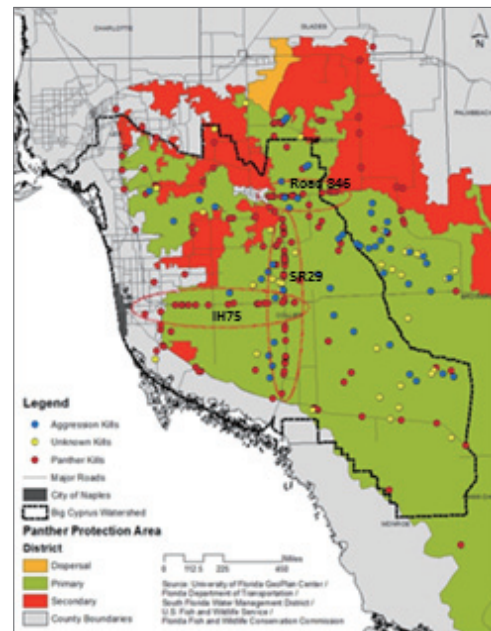 CHARLOTTE
GLADES
N
PALM BEACH
Road 846
SR29
IH75
COLLIER
MONROE
Legend
Aggression Kills
Unknown Kills
Panther Kills
Major Roads
City of Naples
Big Cyprus Watershed
Panther Protection Area
District
Dispersal
Primary
Secondary
County Boundaries
Miles
0 112.5 225 450
Source: University of Florida GeoPlan Center /
Florida Department of Transportation /
South Florida Water Management District /
U.S. Fish and Wildlife Service /
Florida Fish and Wildlife Conservation Commission